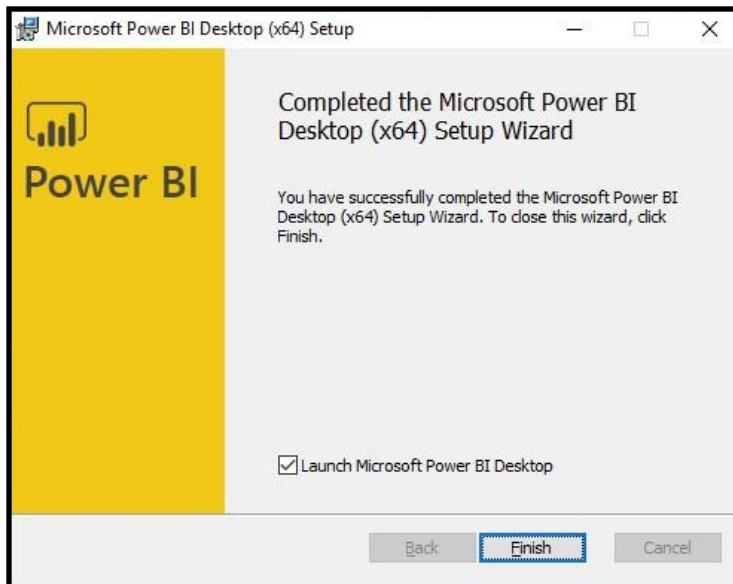 Microsoft Power BI Desktop (x64) Setup
Power BI
Completed the Microsoft Power BI
Desktop (x64) Setup Wizard
You have successfully completed the Microsoft Power BI
Desktop (x64) Setup Wizard. To close this wizard, click
Finish.
Launch Microsoft Power BI Desktop
Back
Finish
Cancel